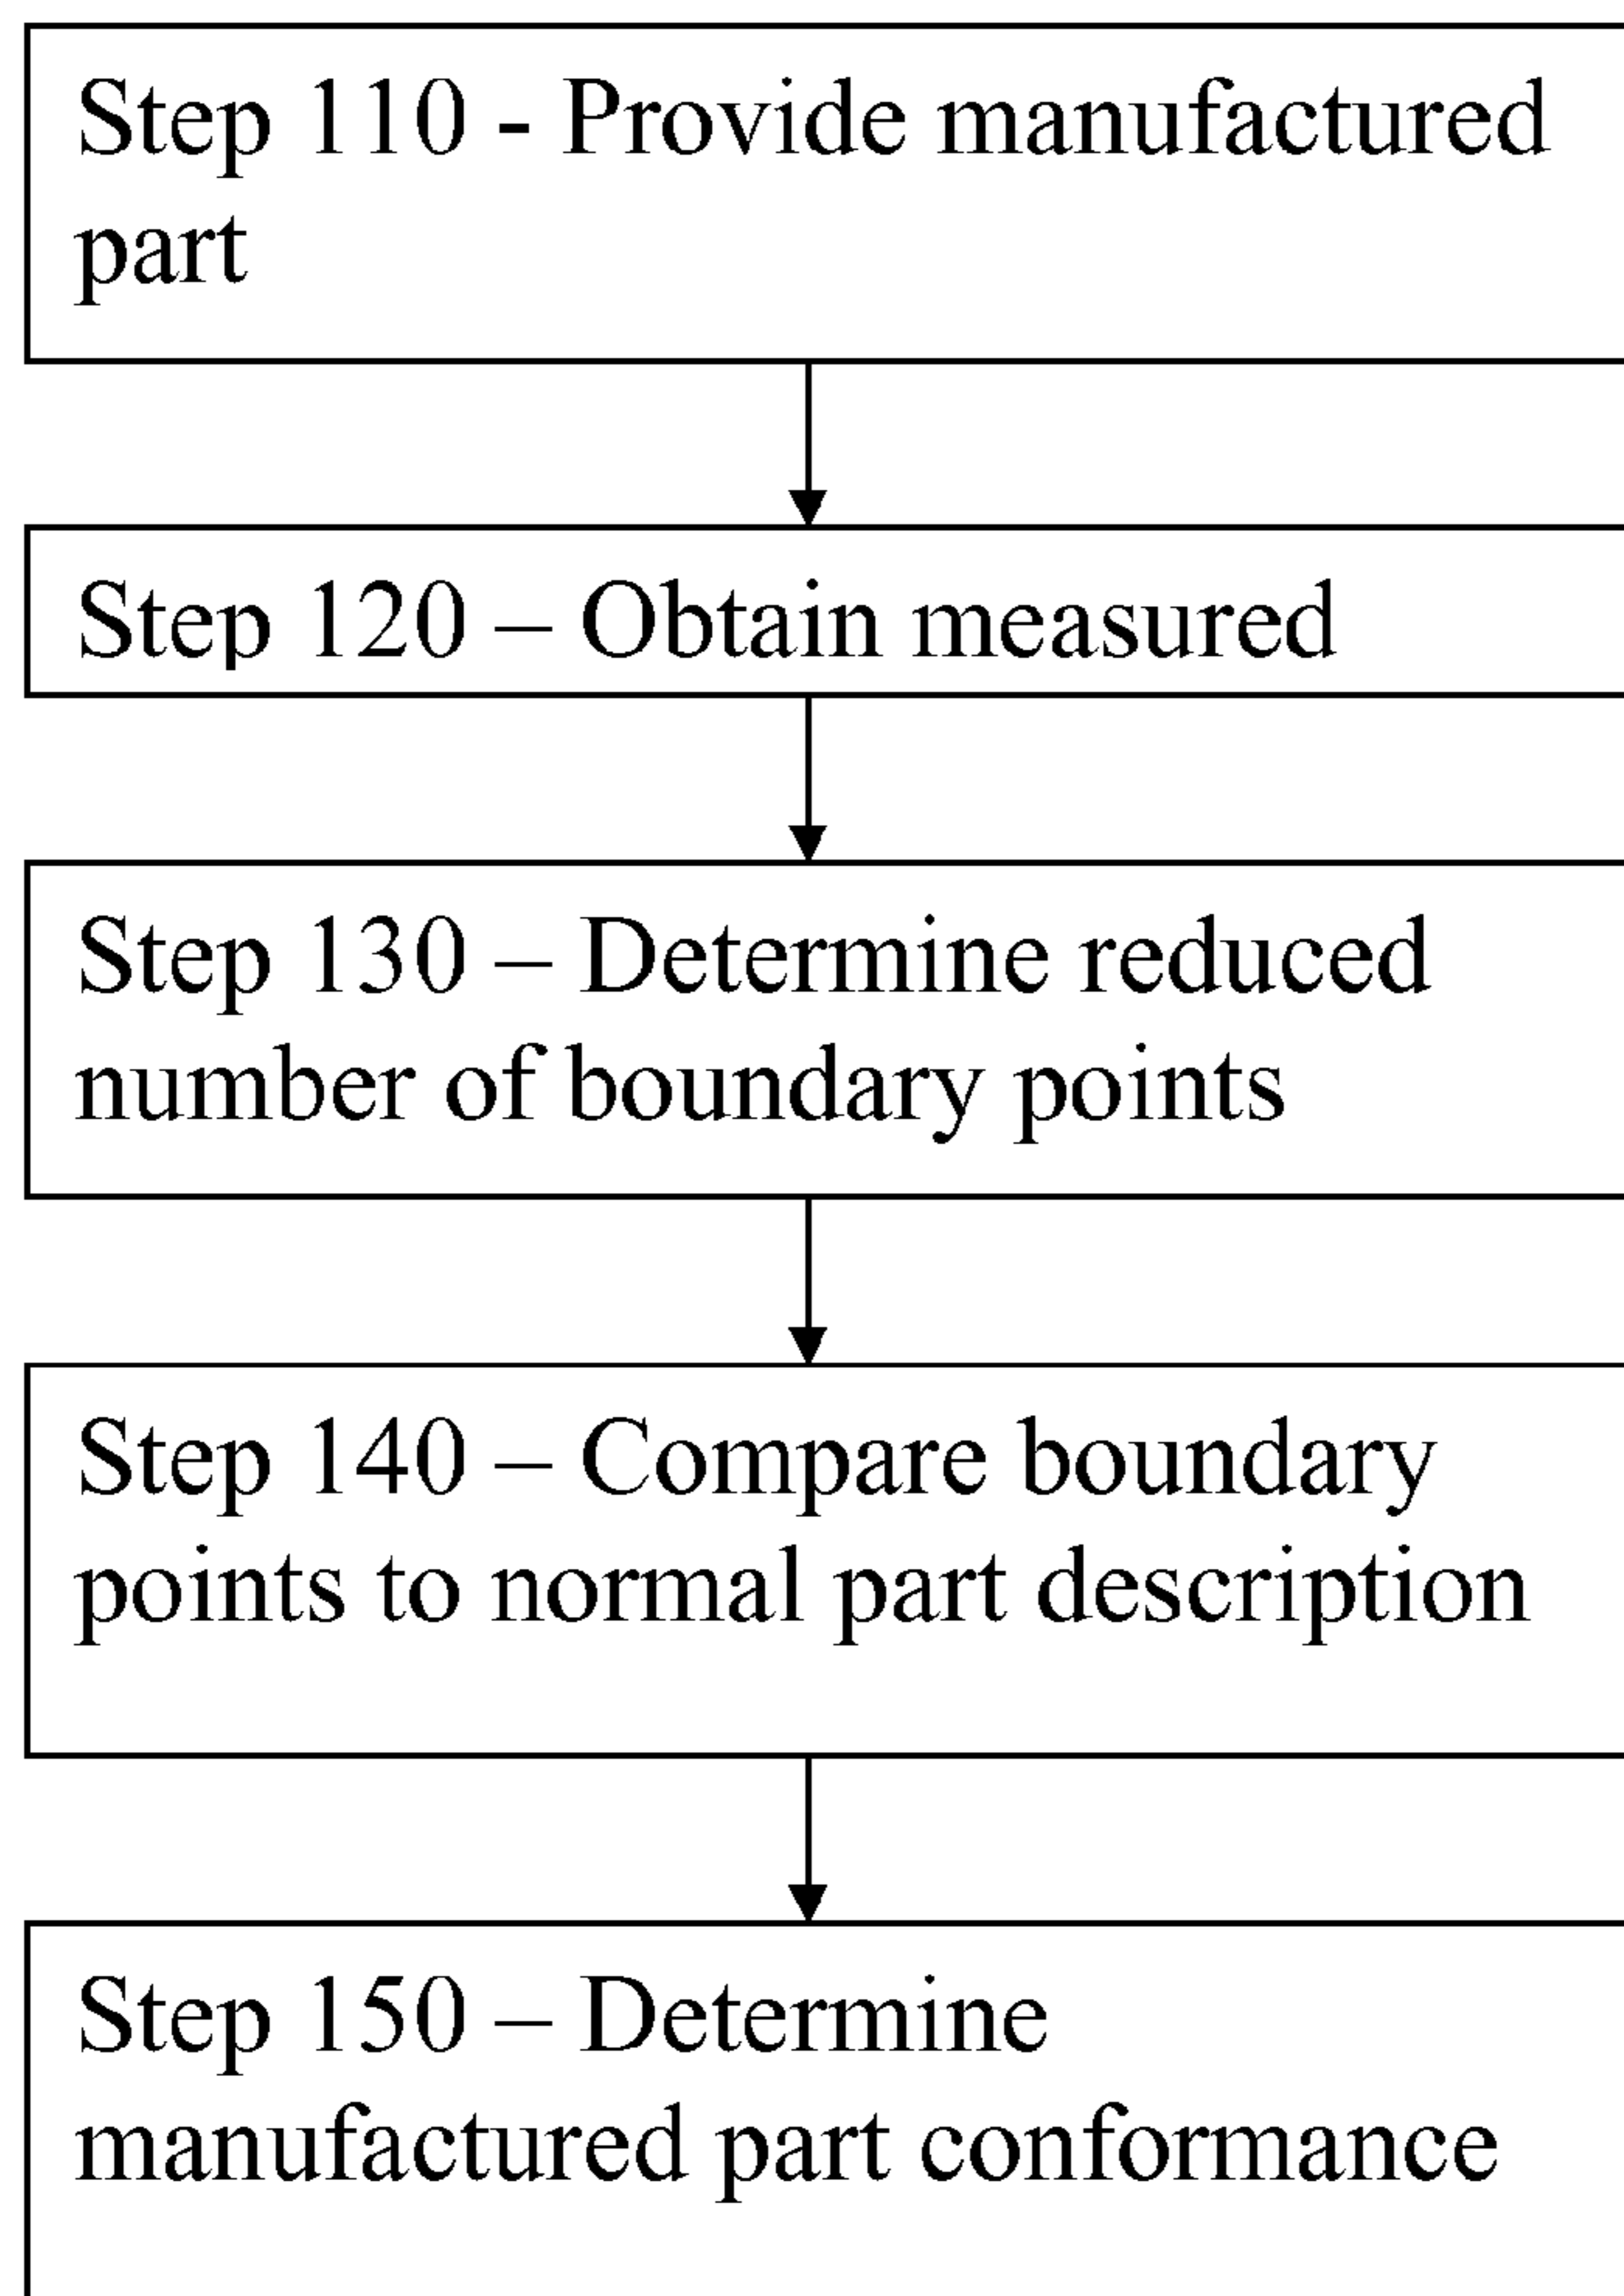 Step 110 - Provide manufactured
part
Step 120 – Obtain measured
Step 130 – Determine reduced
number of boundary points
Step 140 – Compare boundary
points to normal part description
Step 150 – Determine
manufactured part conformance